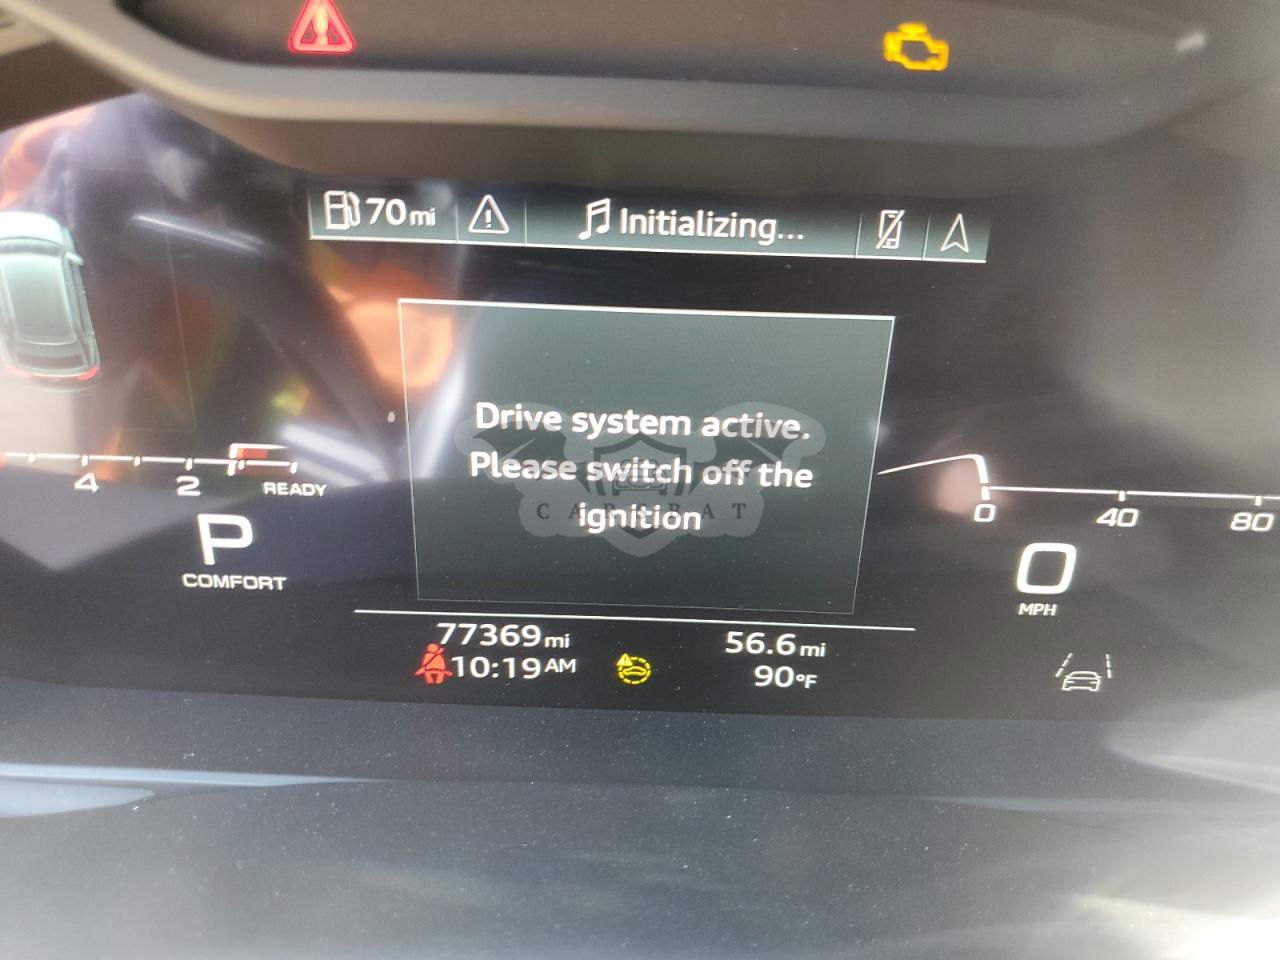 70mi
Initializing...
Drive system active.
Please switch off the
ignition
4 2 READY
0 40 80
P
COMFORT
0
MPH
77369mi
56.6mi
10:19AM
90°F